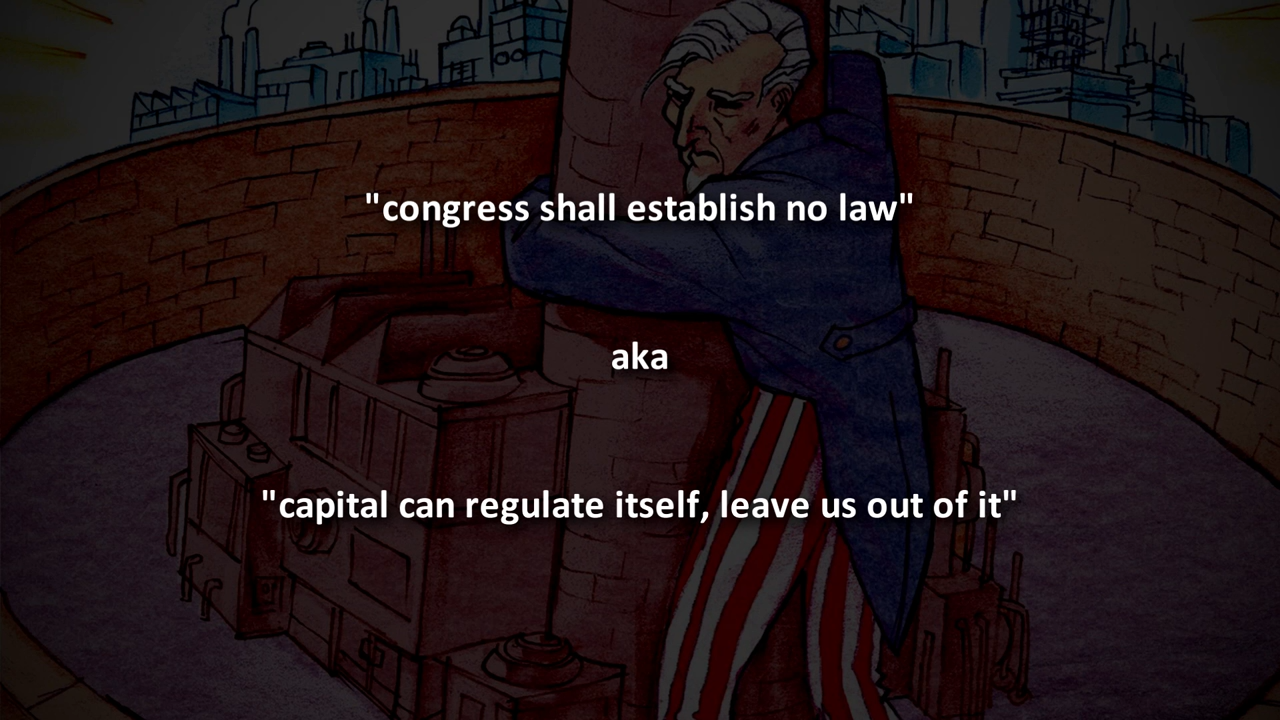 "congress shall establish no law"
aka
"capital can regulate itself, leave us out of it"